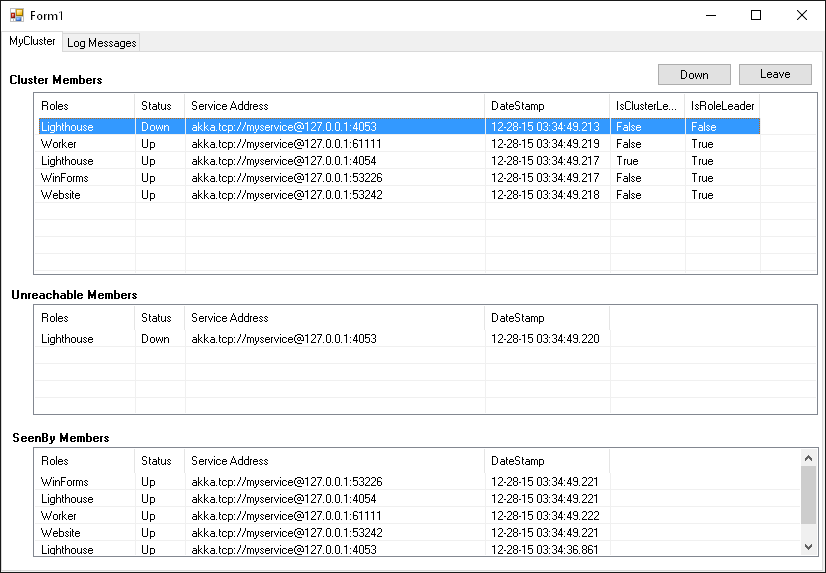 Form1
MyCluster Log Messages
Down Leave
Cluster Members
Roles Status Service Address DateStamp IsClusterLe... IsRoleLeader
Lighthouse Down akka.tcp://myservice@127.0.0.1:4053 12-28-15 03:34:49.213 False False
Worker Up akka.tcp://myservice@127.0.0.1:61111 12-28-15 03:34:49.219 False True
Lighthouse Up akka.tcp://myservice@127.0.0.1:4054 12-28-15 03:34:49.217 True True
WinForms Up akka.tcp://myservice@127.0.0.1:53226 12-28-15 03:34:49.217 False True
Website Up akka.tcp://myservice@127.0.0.1:53242 12-28-15 03:34:49.218 False True
Unreachable Members
Roles Status Service Address DateStamp
Lighthouse Down akka.tcp://myservice@127.0.0.1:4053 12-28-15 03:34:49.220
SeenBy Members
Roles Status Service Address DateStamp
WinForms Up akka.tcp://myservice@127.0.0.1:53226 12-28-15 03:34:49.221
Lighthouse Up akka.tcp://myservice@127.0.0.1:4054 12-28-15 03:34:49.221
Worker Up akka.tcp://myservice@127.0.0.1:61111 12-28-15 03:34:49.222
Website Up akka.tcp://myservice@127.0.0.1:53242 12-28-15 03:34:49.221
Lighthouse Up akka.tcp://myservice@127.0.0.1:4053 12-28-15 03:34:36.861